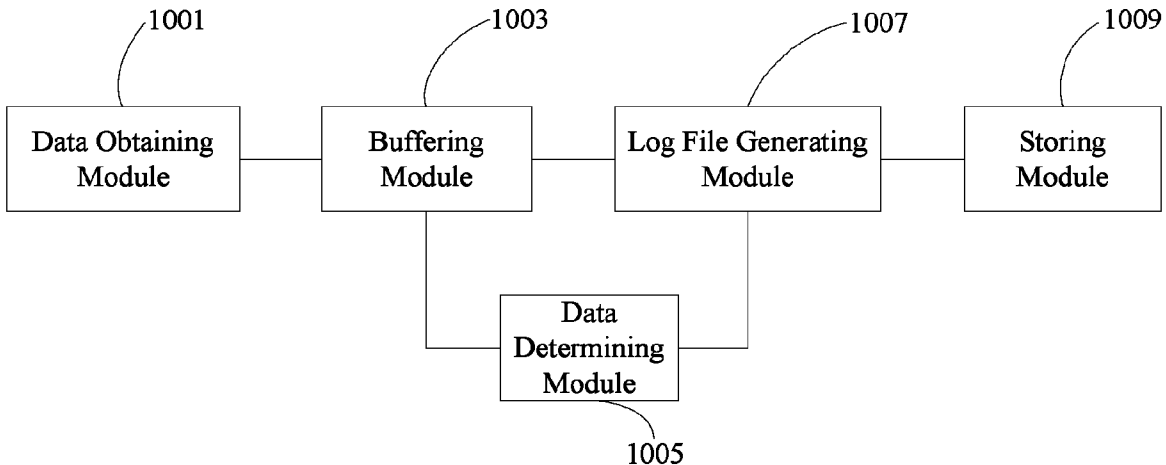 1001
1003
1007
1009
Data Obtaining
Module
Buffering
Module
Log File Generating
Module
Storing
Module
Data
Determining
Module
1005